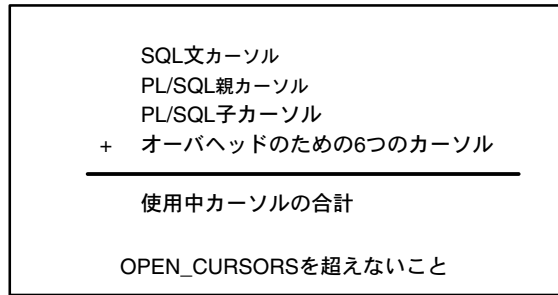 SQL文カーソル
PL/SQL親カーソル
PL/SQL子カーソル
+ オーバヘッドのための6つのカーソル
使用中カーソルの合計
OPEN_CURSORSを超えないこと